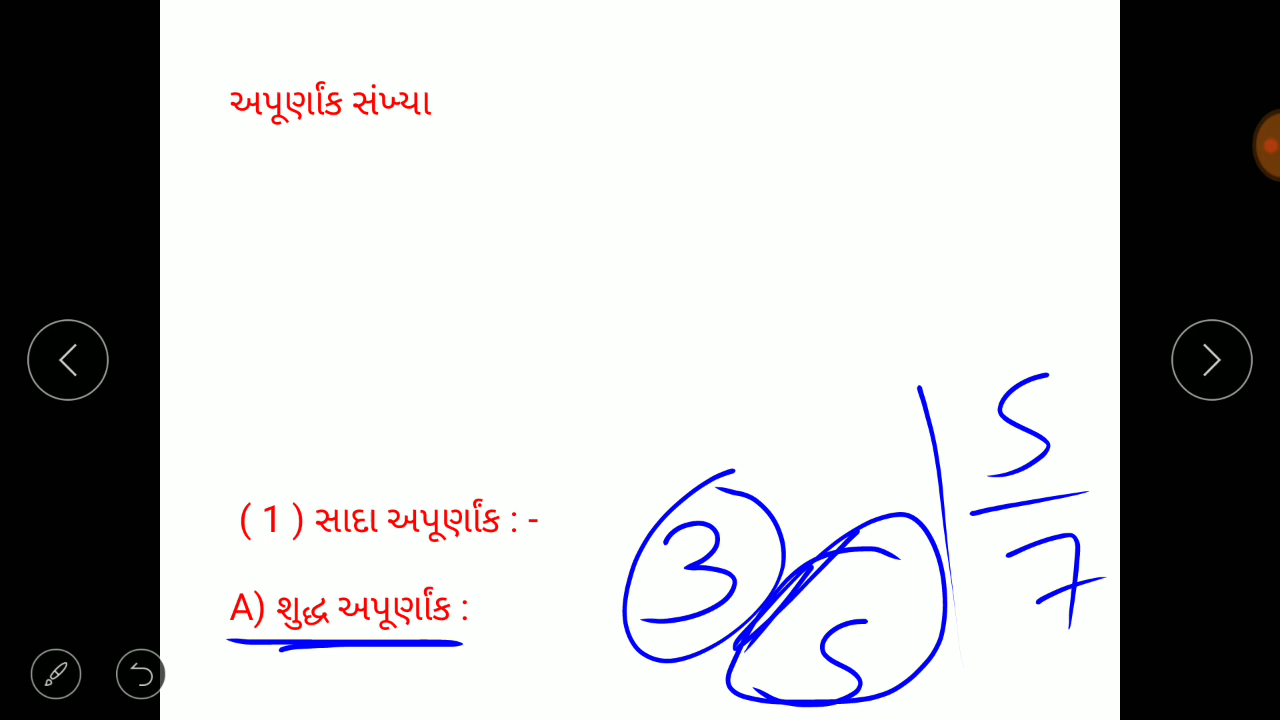 અપૂર્ણાંક સંખ્યા
( 1 ) સાદા અપૂર્ણાંક : -
A) શુદ્ધ અપૂર્ણાંક :
3/5
5
7